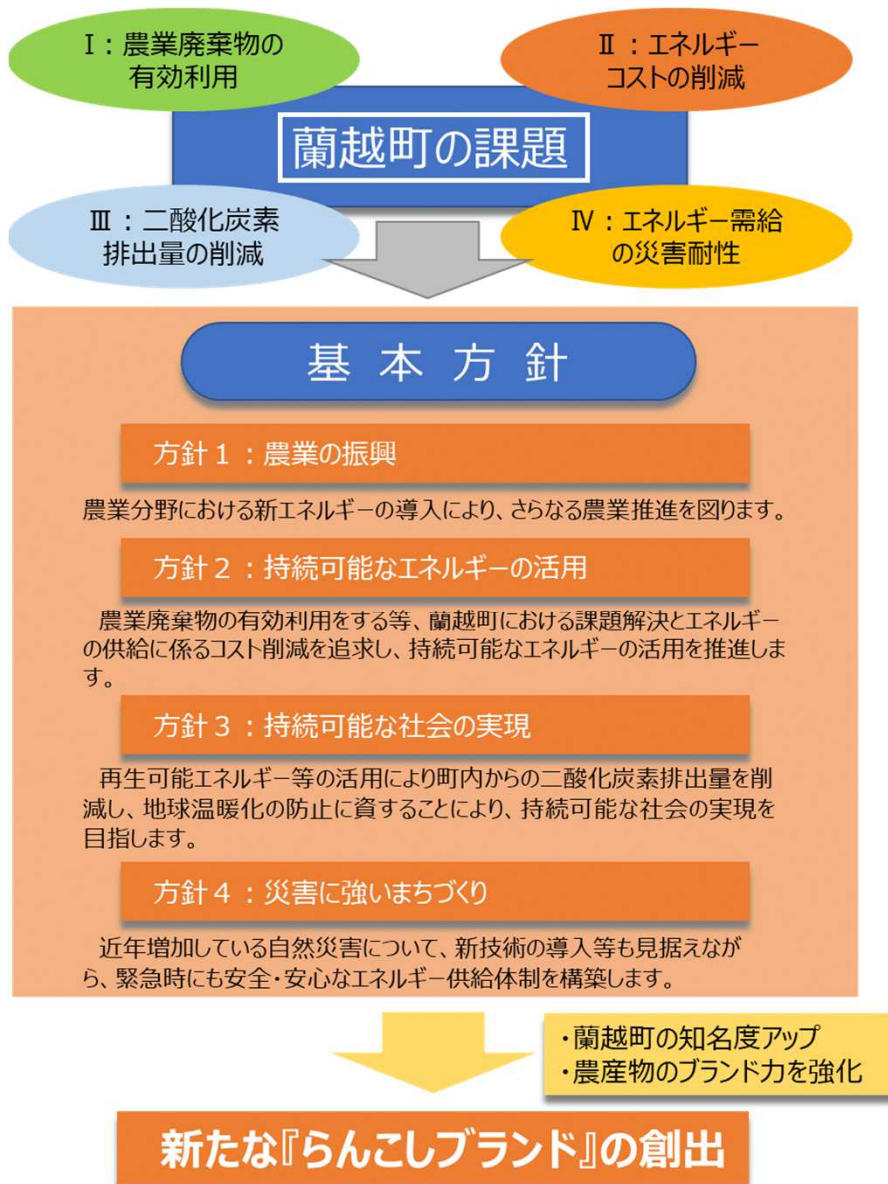 Ⅰ：農業廃棄物の
有効利用
Ⅱ：エネルギー
コストの削減
蘭越町の課題
Ⅲ：二酸化炭素
排出量の削減
Ⅳ：エネルギー需給
の災害耐性
基本方針
方針１：農業の振興
農業分野における新エネルギーの導入により、さらなる農業推進を図ります。
方針２：持続可能なエネルギーの活用
農業廃棄物の有効利用をする等、蘭越町における課題解決とエネルギー
の供給に係るコスト削減を追求し、持続可能なエネルギーの活用を推進しま
す。
方針３：持続可能な社会の実現
再生可能エネルギー等の活用により町内からの二酸化炭素排出量を削
減し、地球温暖化の防止に資することにより、持続可能な社会の実現を
目指します。
方針４：災害に強いまちづくり
近年増加している自然災害について、新技術の導入等も見据えなが
ら、緊急時にも安全・安心なエネルギー供給体制を構築します。
・蘭越町の知名度アップ
・農産物のブランド力を強化
新たな『らんこしブランド』の創出